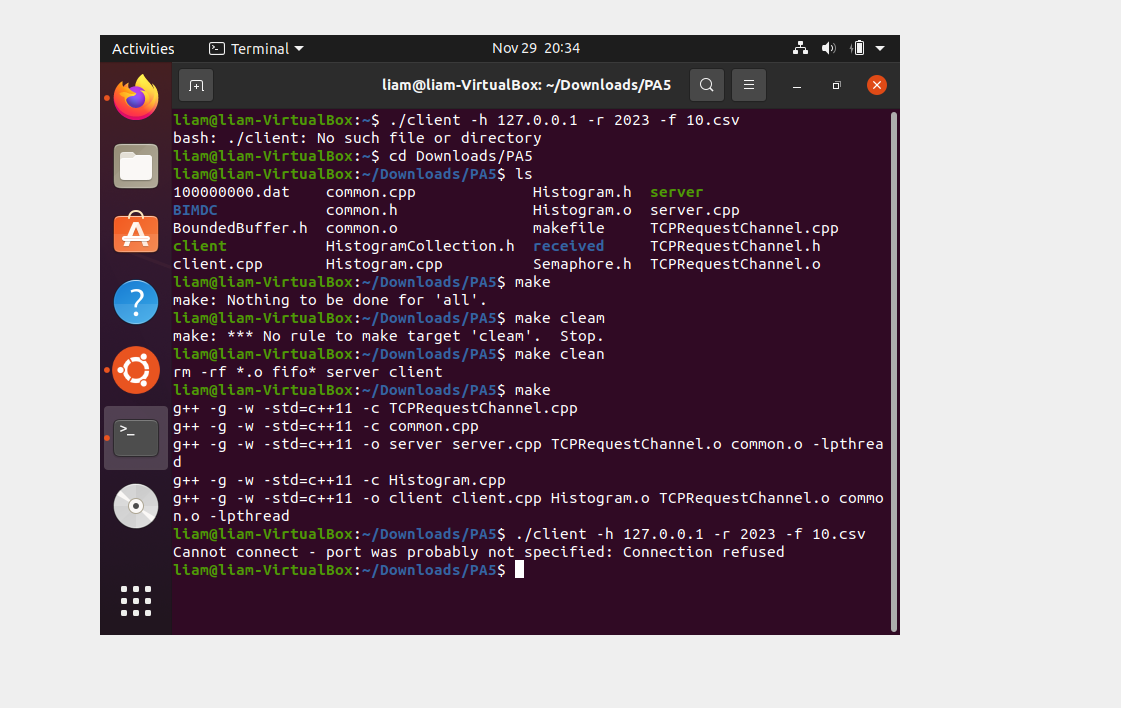 Activities Terminal Nov 29 20:34
liam@liam-VirtualBox: ~/Downloads/PA5
liam@liam-VirtualBox:~$ ./client -h 127.0.0.1 -r 2023 -f 10.csv
bash: ./client: No such file or directory
liam@liam-VirtualBox:~$ cd Downloads/PA5
liam@liam-VirtualBox:~/Downloads/PA5$ ls
100000000.dat common.cpp Histogram.h server
BIMDC common.h Histogram.o server.cpp
BoundedBuffer.h common.o makefile TCPRequestChannel.cpp
client HistogramCollection.h received TCPRequestChannel.h
client.cpp Histogram.cpp Semaphore.h TCPRequestChannel.o
liam@liam-VirtualBox:~/Downloads/PA5$ make
make: Nothing to be done for 'all'.
liam@liam-VirtualBox:~/Downloads/PA5$ make cleam
make: *** No rule to make target 'cleam'.  Stop.
liam@liam-VirtualBox:~/Downloads/PA5$ make clean
rm -rf *.o fifo* server client
liam@liam-VirtualBox:~/Downloads/PA5$ make
g++ -g -w -std=c++11 -c TCPRequestChannel.cpp
g++ -g -w -std=c++11 -c common.cpp
g++ -g -w -std=c++11 -o server server.cpp TCPRequestChannel.o common.o -lpthrea
d
g++ -g -w -std=c++11 -c Histogram.cpp
g++ -g -w -std=c++11 -o client client.cpp Histogram.o TCPRequestChannel.o commo
n.o -lpthread
liam@liam-VirtualBox:~/Downloads/PA5$ ./client -h 127.0.0.1 -r 2023 -f 10.csv
Cannot connect - port was probably not specified: Connection refused
liam@liam-VirtualBox:~/Downloads/PA5$